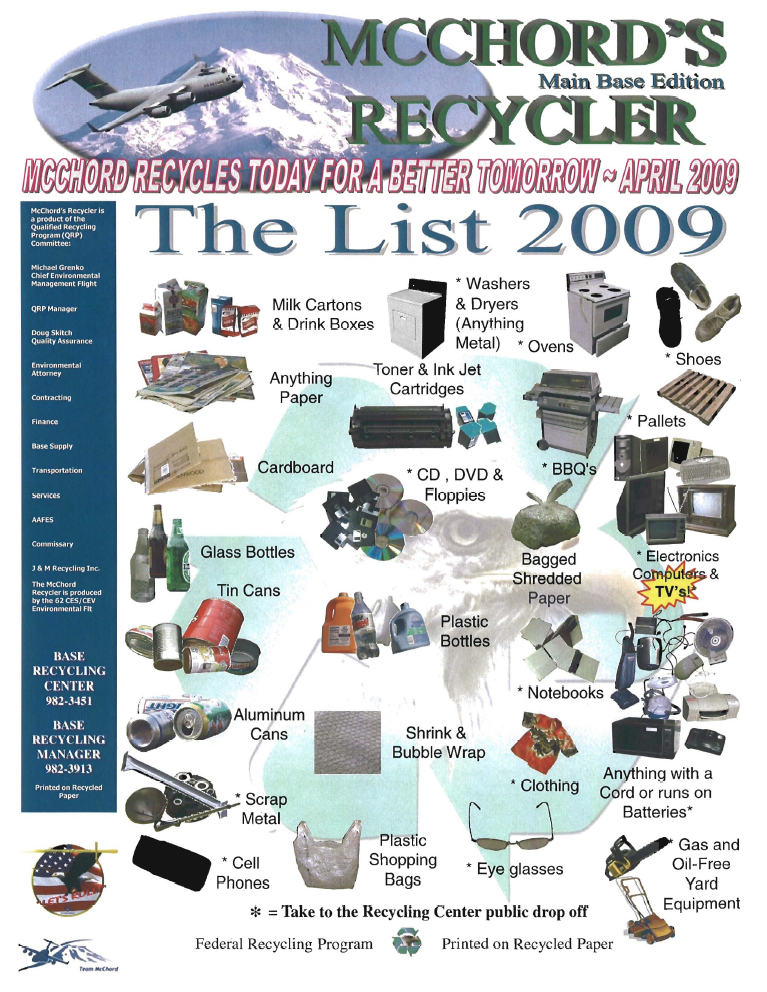 MCCHORD'S
Main Base Edition
RECYCLER
MCCHORD RECYCLES TODAY FOR A BETTER TOMORROW ~ APRIL 2009
The List 2009
McChord's Recycler is
a product of the
Qualified Recycling
Program (QRP)
Committee:
Michael Grenko
Chief Environmental
Management Flight
QRP Manager
Doug Skitch
Quality Assurance
Environmental
Attorney
Contracting
Finance
Base Supply
Transportation
Services
AAFES
Commissary
J & M Recycling Inc.
The McChord
Recycler is produced
by the 62 CES/CEV
Environmental Flt
BASE
RECYCLING
CENTER
982-3451
BASE
RECYCLING
MANAGER
982-3913
Printed on Recycled
Paper
Team McChord
Milk Cartons
& Drink Boxes
* Washers
& Dryers
(Anything
Metal)
* Ovens
* Shoes
Anything
Paper
Toner & Ink Jet
Cartridges
* BBQ's
* Pallets
Cardboard
* CD , DVD &
Floppies
Glass Bottles
Bagged
Shredded
Paper
* Electronics
Computers &
TV's!
Tin Cans
Plastic
Bottles
* Notebooks
Aluminum
Cans
Shrink &
Bubble Wrap
* Clothing
Anything with a
Cord or runs on
Batteries*
* Scrap
Metal
* Cell
Phones
Plastic
Shopping
Bags
* Eye glasses
* Gas and
Oil-Free
Yard
Equipment
* = Take to the Recycling Center public drop off
Federal Recycling Program
Printed on Recycled Paper